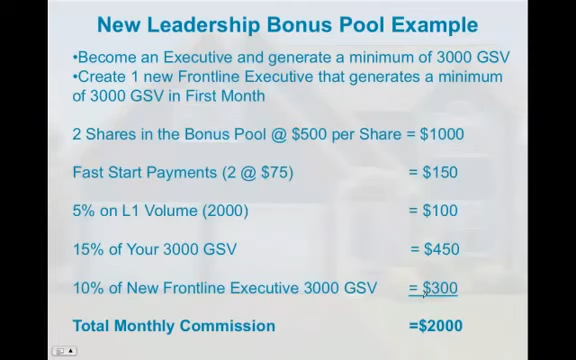 New Leadership Bonus Pool Example
•Become an Executive and generate a minimum of 3000 GSV
•Create 1 new Frontline Executive that generates a minimum
of 3000 GSV in First Month
2 Shares in the Bonus Pool @ $500 per Share = $1000
Fast Start Payments (2 @ $75) = $150
5% on L1 Volume (2000) = $100
15% of Your 3000 GSV = $450
10% of New Frontline Executive 3000 GSV = $300
Total Monthly Commission =$2000